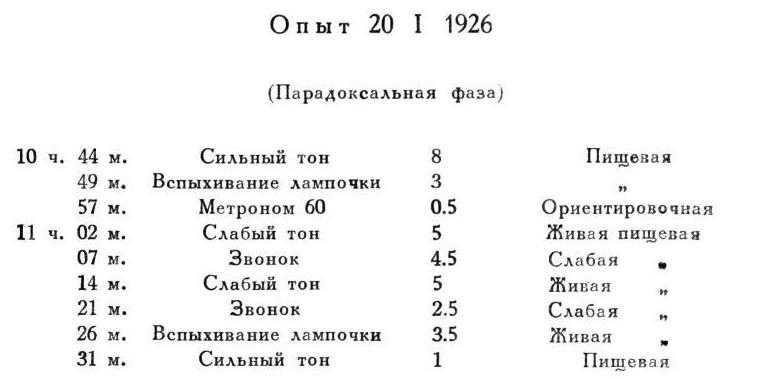 Опыт 20 I 1926
(Парадоксальная фаза)
10 ч. 44 м. Сильный тон 8 Пищевая
49 м. Вспыхивание лампочки 3 „
57 м. Метроном 60 0.5 Ориентировочная
11 ч. 02 м. Слабый тон 5 Живая пищевая
07 м. Звонок 4.5 Слабая „
14 м. Слабый тон 5 Живая „
21 м. Звонок 2.5 Слабая „
26 м. Вспыхивание лампочки 3.5 Живая „
31 м. Сильный тон 1 Пищевая